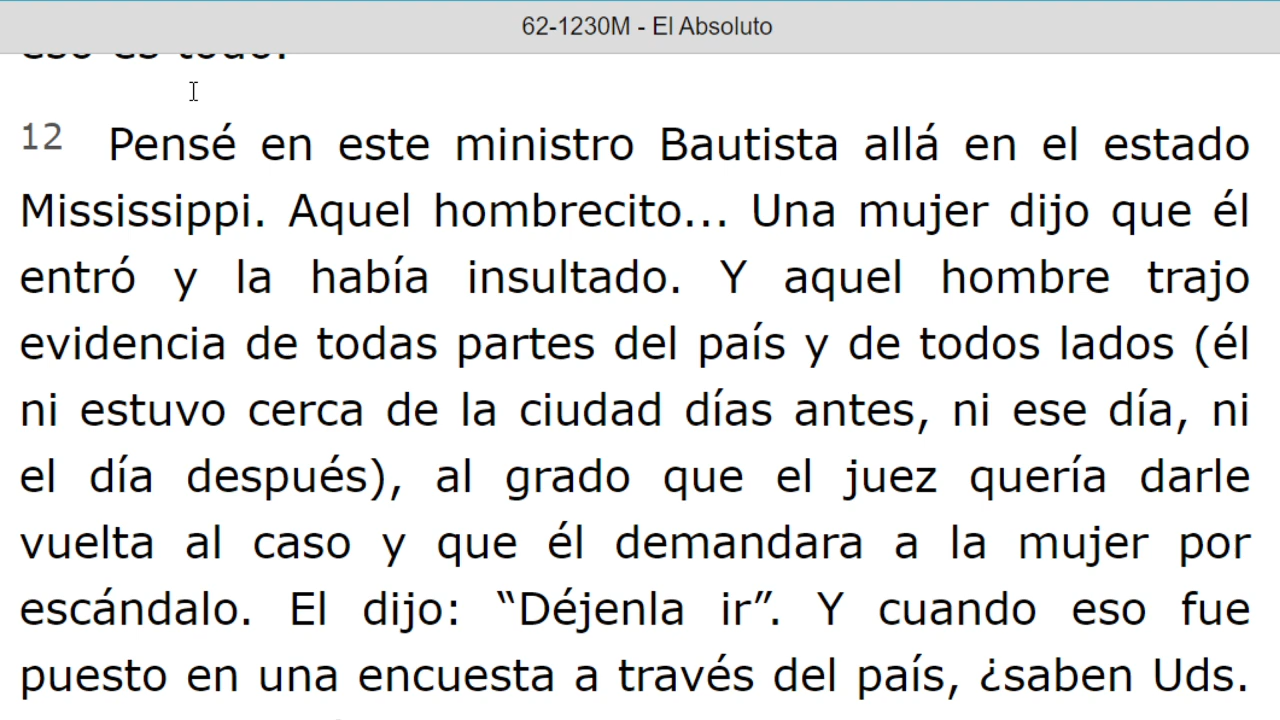 62-1230M - El Absoluto
eso es todo.
12 Pensé en este ministro Bautista allá en el estado
Mississippi. Aquel hombrecito... Una mujer dijo que él
entró y la había insultado. Y aquel hombre trajo
evidencia de todas partes del país y de todos lados (él
ni estuvo cerca de la ciudad días antes, ni ese día, ni
el día después), al grado que el juez quería darle
vuelta al caso y que él demandara a la mujer por
escándalo. El dijo: “Déjenla ir”. Y cuando eso fue
puesto en una encuesta a través del país, ¿saben Uds.